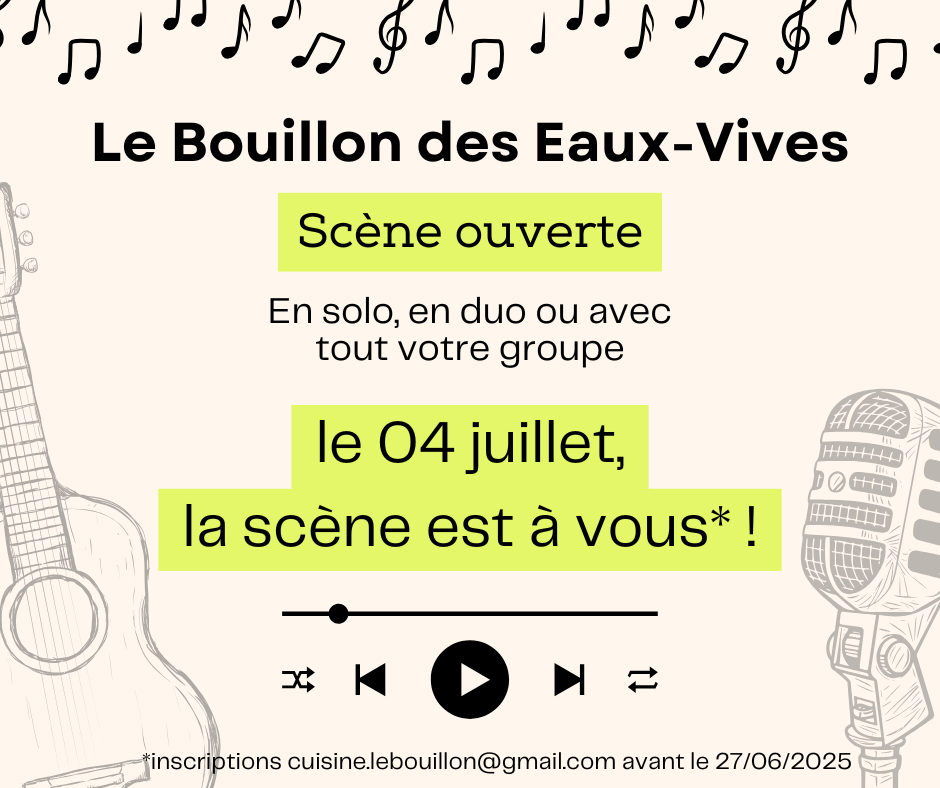 Le Bouillon des Eaux-Vives
Scène ouverte
En solo, en duo ou avec
tout votre groupe
le 04 juillet,
la scène est à vous* !
*inscriptions cuisine.lebouillon@gmail.com avant le 27/06/2025